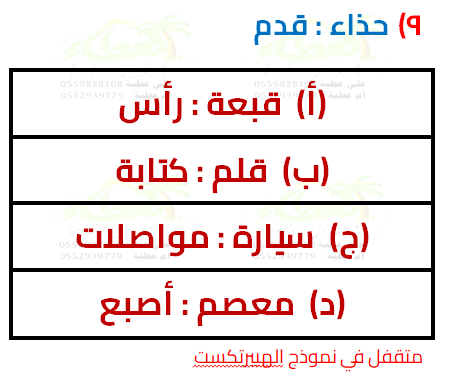 ٩) حذاء : قدم
(أ) قبعة : رأس
(ب) قلم : كتابة
(ج) سيارة : مواصلات
(د) معصم : أصبع
متقفل في نموذج الهيبرتكست